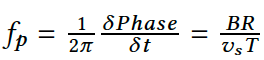 $f_p = \frac{1}{2\pi} \frac{\delta Phase}{\delta t} = \frac{BR}{v_s T}$